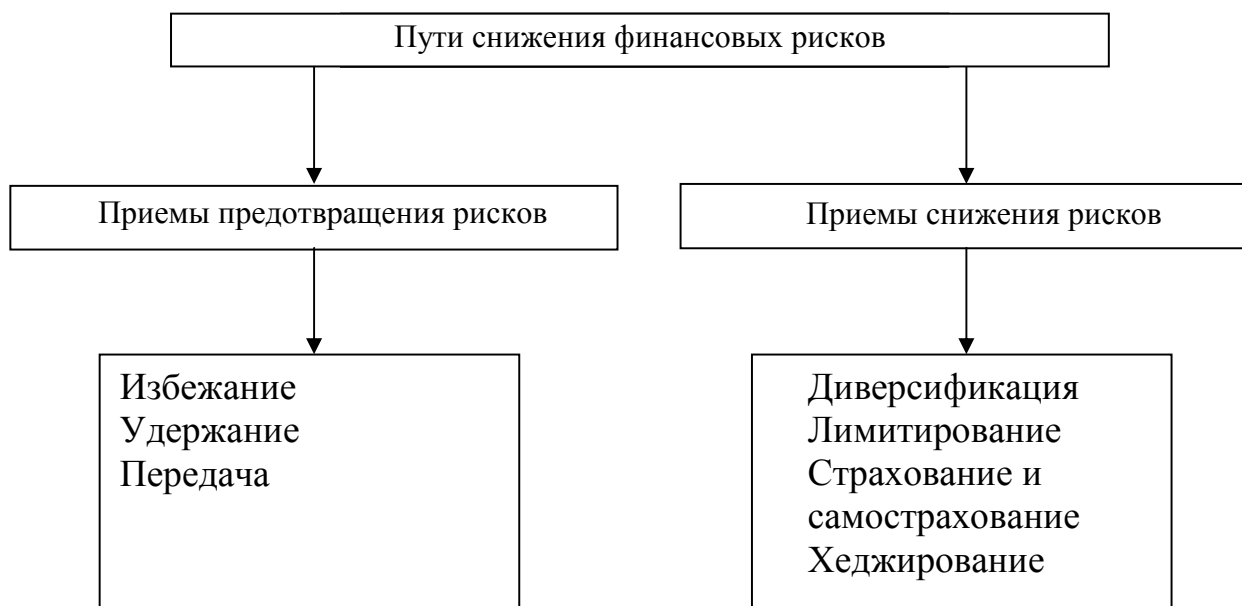 Пути снижения финансовых рисков
Приемы предотвращения рисков
Приемы снижения рисков
Избежание
Удержание
Передача
Диверсификация
Лимитирование
Страхование и
самострахование
Хеджирование